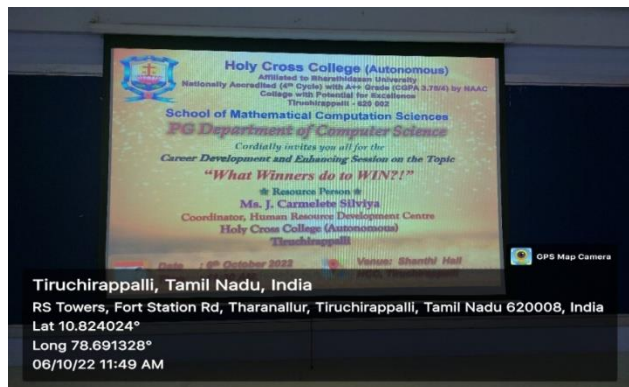 Holy Cross College (Autonomous)
Affiliated to Bharathidasan University
Nationally Accredited (4th Cycle) with A++ Grade (CGPA 3.75/4) by NAAC
College with Potential for Excellence
Tiruchirappalli - 620 002
School of Mathematical Computation Sciences
PG Department of Computer Science
Cordially invites you all for the
Career Development and Enhancing Session on the Topic
“What Winners do to WIN?!”
Resource Person
Ms. J. Carmelete Silviya
Coordinator, Human Resource Development Centre
Holy Cross College (Autonomous)
Tiruchirappalli
Date : 6th October 2022
Venue: Shanthi Hall
GPS Map Camera
Tiruchirappalli, Tamil Nadu, India
RS Towers, Fort Station Rd, Tharanallur, Tiruchirappalli, Tamil Nadu 620008, India
Lat 10.824024°
Long 78.691328°
06/10/22 11:49 AM